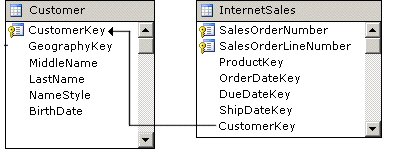 Customer
CustomerKey
GeographyKey
MiddleName
LastName
NameStyle
BirthDate
InternetSales
SalesOrderNumber
SalesOrderLineNumber
ProductKey
OrderDateKey
DueDateKey
ShipDateKey
CustomerKey